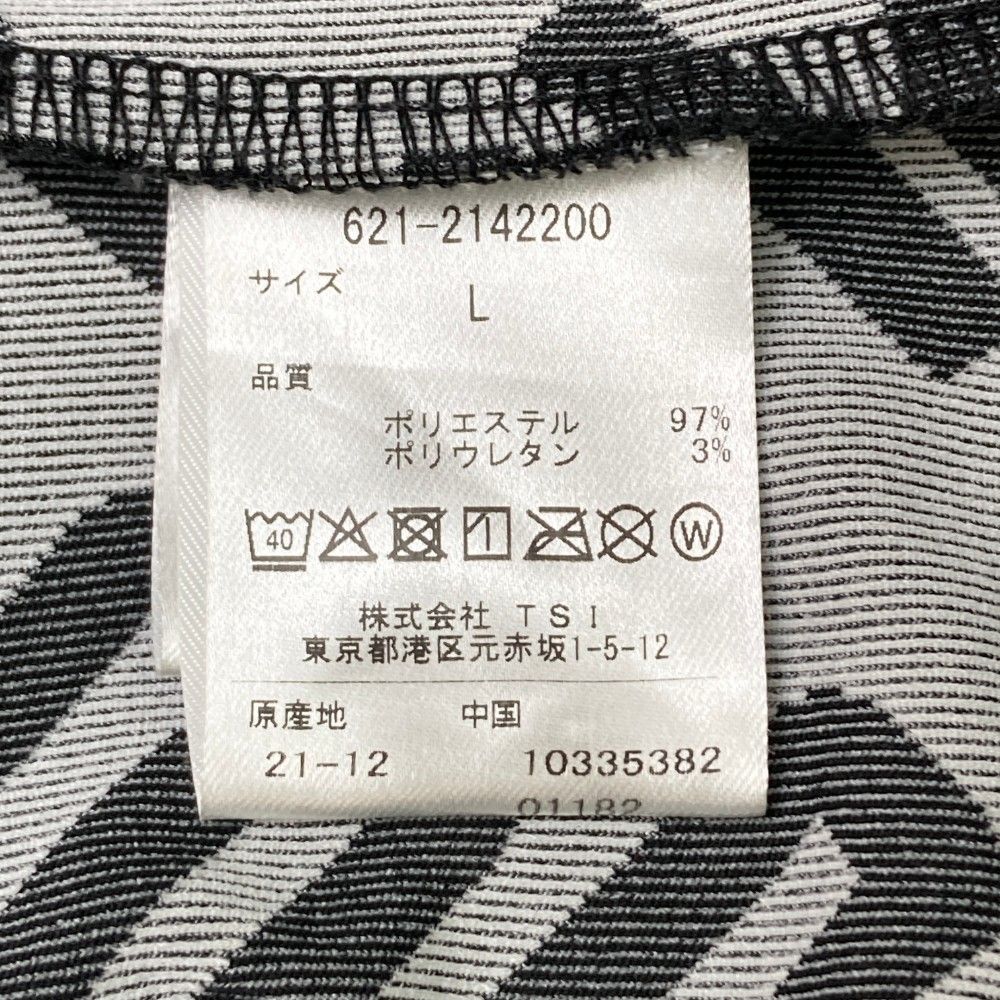 621-2142200
サイズ
L
品質
ポリエステル 97%
ポリウレタン 3%
40
W
株式会社 TSI
東京都港区元赤坂1-5-12
原産地 中国
21-12 10335382
01182